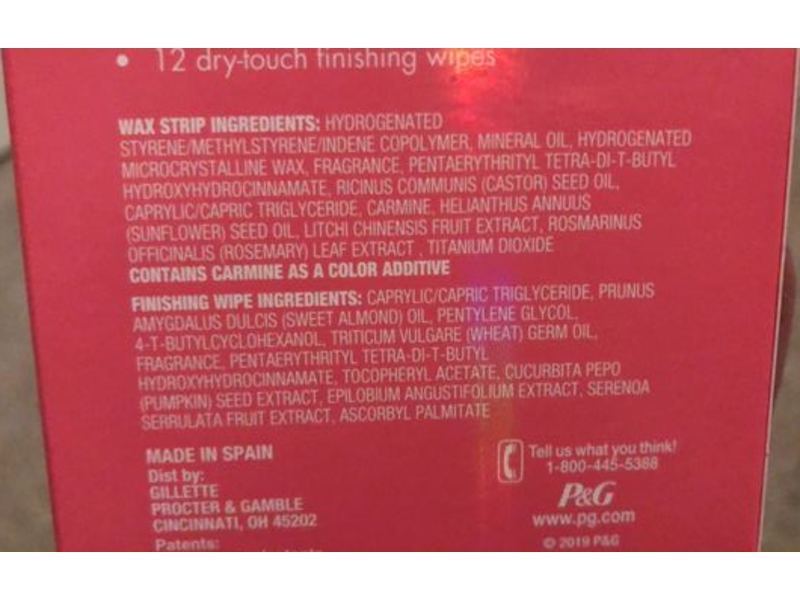 • 12 dry-touch finishing wipes
WAX STRIP INGREDIENTS: HYDROGENATED
STYRENE/METHYLSTYRENE/INDENE COPOLYMER, MINERAL OIL, HYDROGENATED
MICROCRYSTALLINE WAX, FRAGRANCE, PENTAERYTHRITYL TETRA-DI-T-BUTYL
HYDROXYHYDROCINNAMATE, RICINUS COMMUNIS (CASTOR) SEED OIL,
CAPRYLIC/CAPRIC TRIGLYCERIDE, CARMINE, HELIANTHUS ANNUUS
(SUNFLOWER) SEED OIL, LITCHI CHINENSIS FRUIT EXTRACT, ROSMARINUS
OFFICINALIS (ROSEMARY) LEAF EXTRACT , TITANIUM DIOXIDE
CONTAINS CARMINE AS A COLOR ADDITIVE
FINISHING WIPE INGREDIENTS: CAPRYLIC/CAPRIC TRIGLYCERIDE, PRUNUS
AMYGDALUS DULCIS (SWEET ALMOND) OIL, PENTYLENE GLYCOL,
4-T-BUTYLCYCLOHEXANOL, TRITICUM VULGARE (WHEAT) GERM OIL,
FRAGRANCE, PENTAERYTHRITYL TETRA-DI-T-BUTYL
HYDROXYHYDROCINNAMATE, TOCOPHERYL ACETATE, CUCURBITA PEPO
(PUMPKIN) SEED EXTRACT, EPILOBIUM ANGUSTIFOLIUM EXTRACT, SERENOA
SERRULATA FRUIT EXTRACT, ASCORBYL PALMITATE
MADE IN SPAIN
Dist by:
GILLETTE
PROCTER & GAMBLE
CINCINNATI, OH 45202
Patents:
Tell us what you think!
1-800-445-5388
P&G
www.pg.com
© 2019 P&G